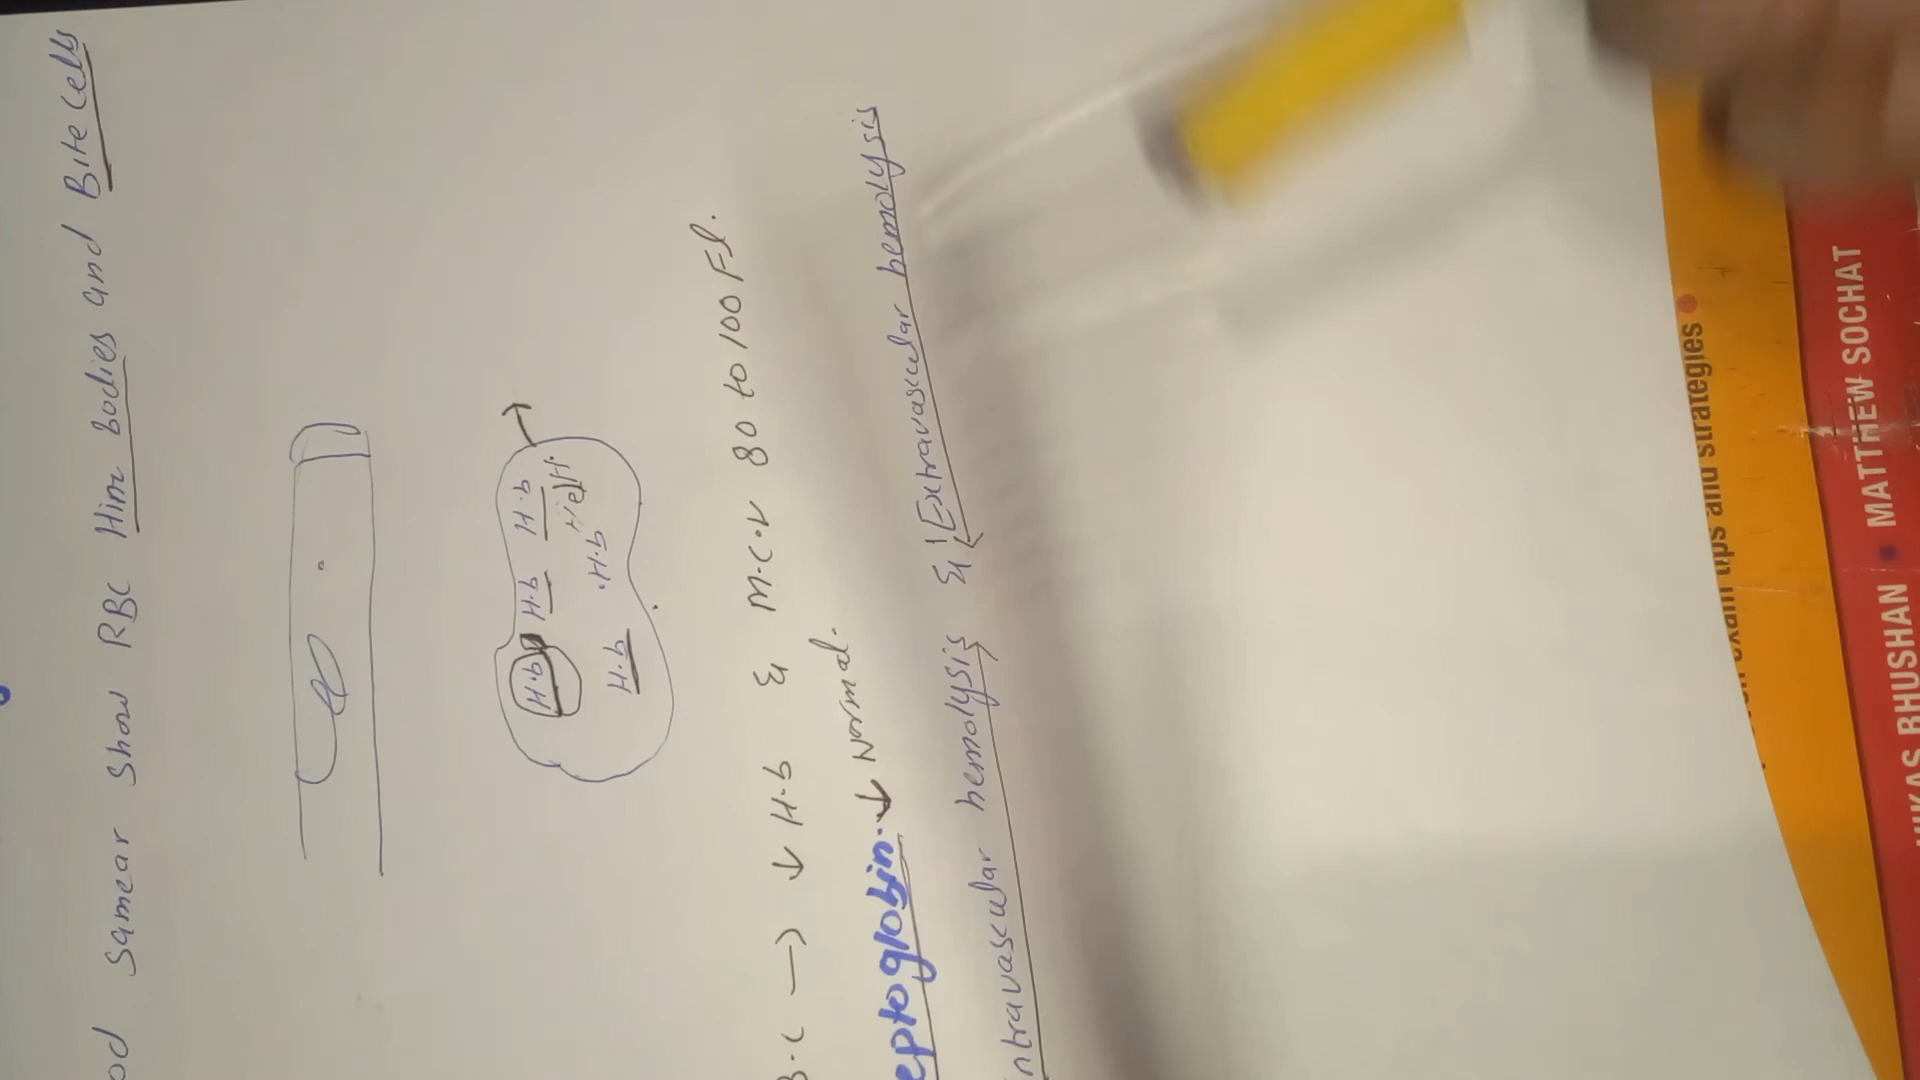 od Samear Show RBC Hinz bodies and Bite Cells
H.b H.b H.b
H.b .H.b
B.C → ↓ H.b & M.C.V 80 to 100 Fl.
eptoglobin. ↓ Normal.
ntravascular hemolysis & Extravascular hemolysis
exam tips and strategies •
VIKAS BHUSHAN • MATTHEW SOCHAT